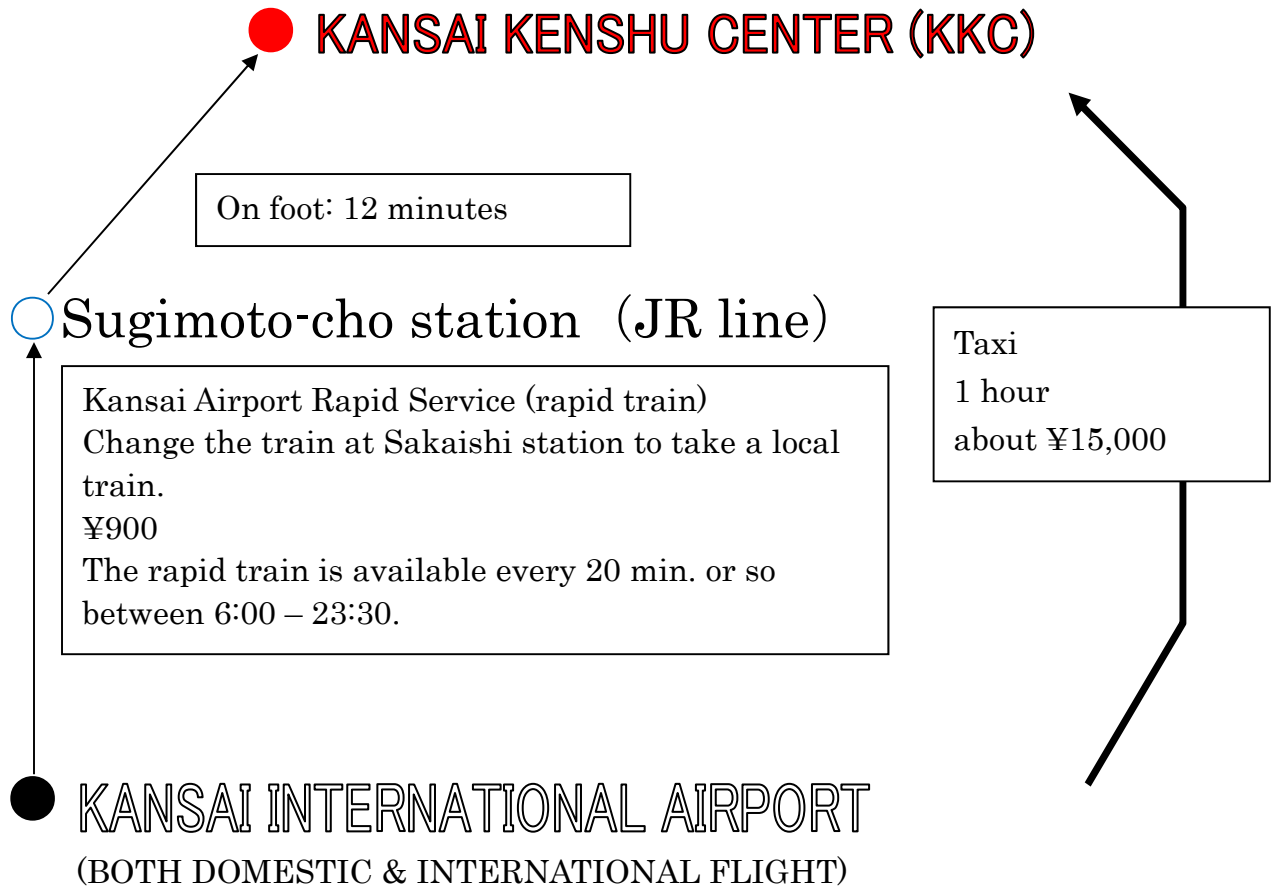 KANSAI KENSHU CENTER (KKC)
On foot: 12 minutes
Sugimoto-cho station (JR line)
Kansai Airport Rapid Service (rapid train)
Change the train at Sakaishi station to take a local
train.
¥900
The rapid train is available every 20 min. or so
between 6:00 – 23:30.
Taxi
1 hour
about ¥15,000
KANSAI INTERNATIONAL AIRPORT
(BOTH DOMESTIC & INTERNATIONAL FLIGHT)